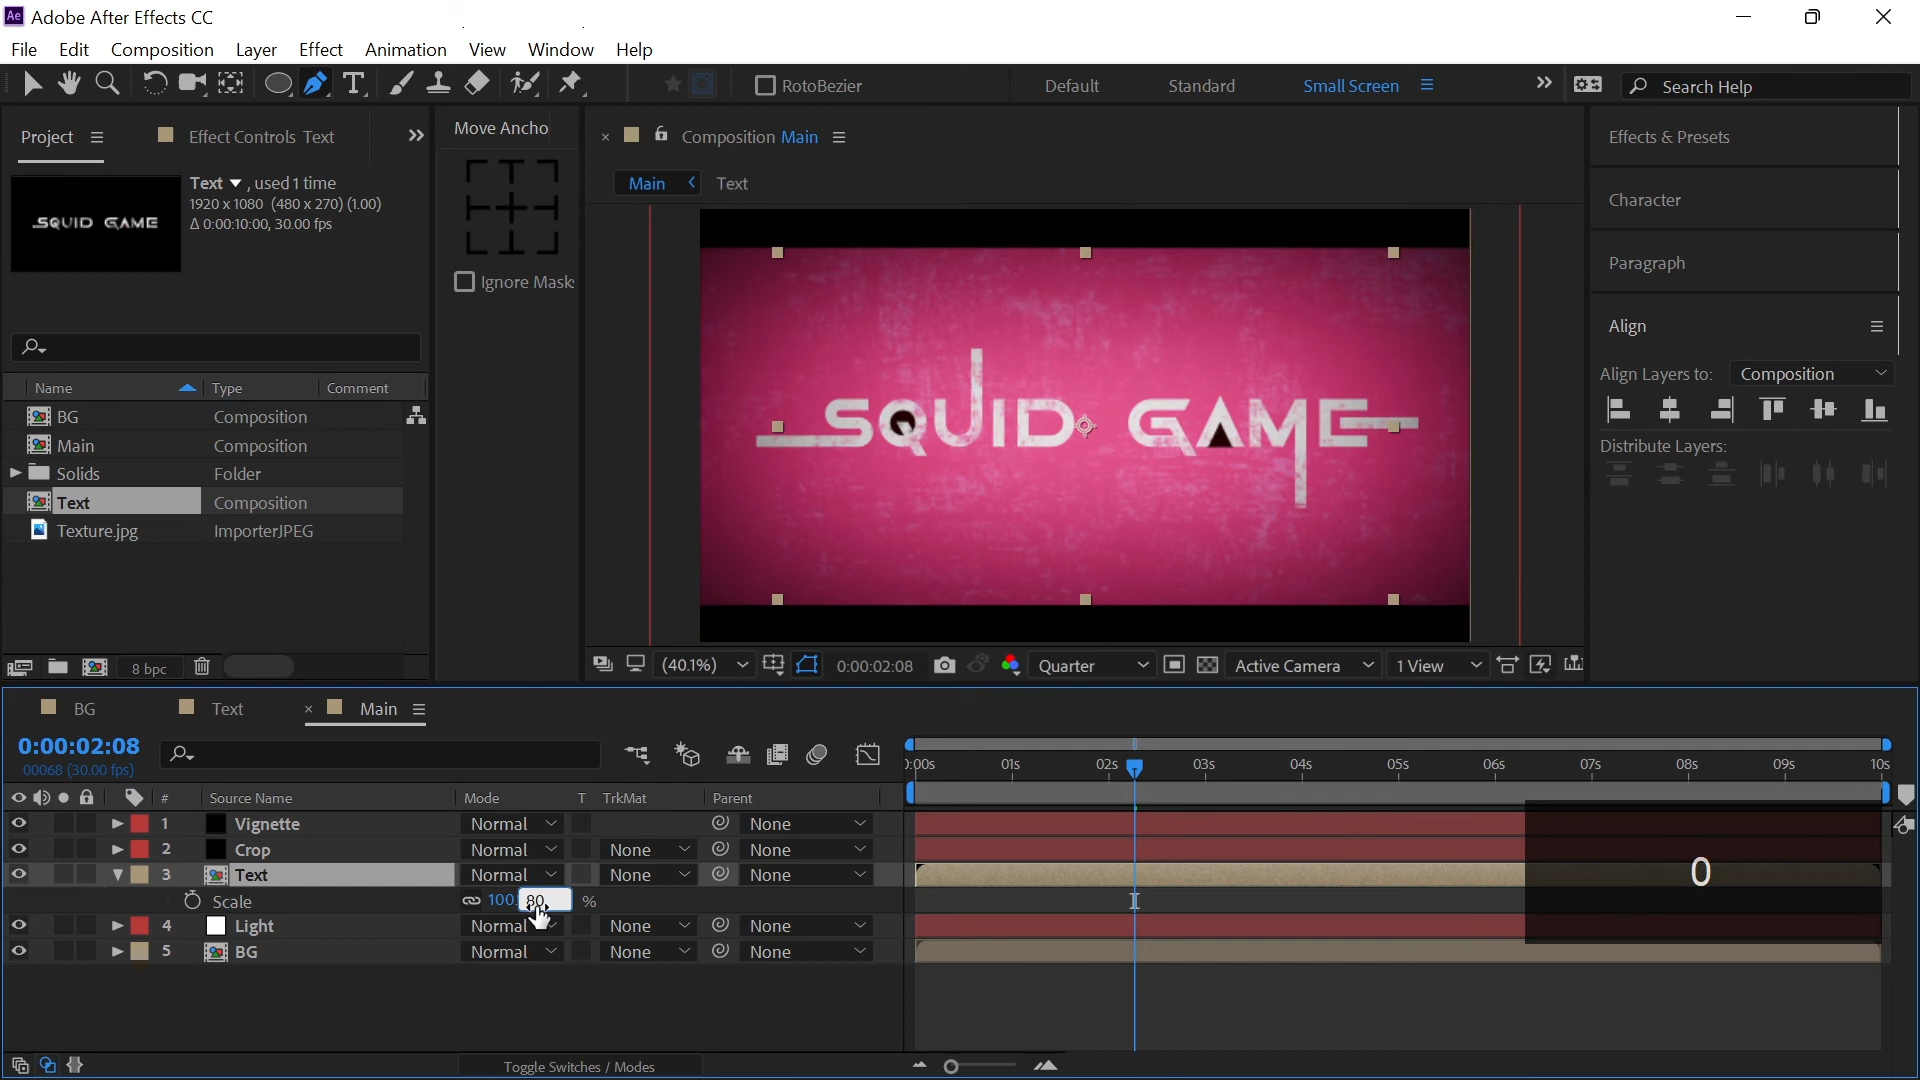 Ae Adobe After Effects CC
File Edit Composition Layer Effect Animation View Window Help
T RotoBezier Default Standard Small Screen Search Help
Project Effect Controls Text
Text , used 1 time
1920 x 1080 (480 x 270) (1.00)
Δ 0:00:10:00, 30.00 fps
SQUID GAME
Name Type Comment
BG Composition
Main Composition
Solids Folder
Text Composition
Texture.jpg ImporterJPEG
8 bpc
Move Ancho
Ignore Mask
Composition Main
Main Text
SQUID GAME
(40.1%) 0:00:02:08 Quarter Active Camera 1 View
Effects & Presets
Character
Paragraph
Align
Align Layers to: Composition
Distribute Layers:
BG Text Main
0:00:02:08
00068 (30.00 fps)
# Source Name Mode T TrkMat Parent
1 Vignette Normal None
2 Crop Normal None None
3 Text Normal None None
Scale 100. 80 %
4 Light Normal None None
5 BG Normal None None
Toggle Switches / Modes
:00s 01s 02s 03s 04s 05s 06s 07s 08s 09s 10s
0